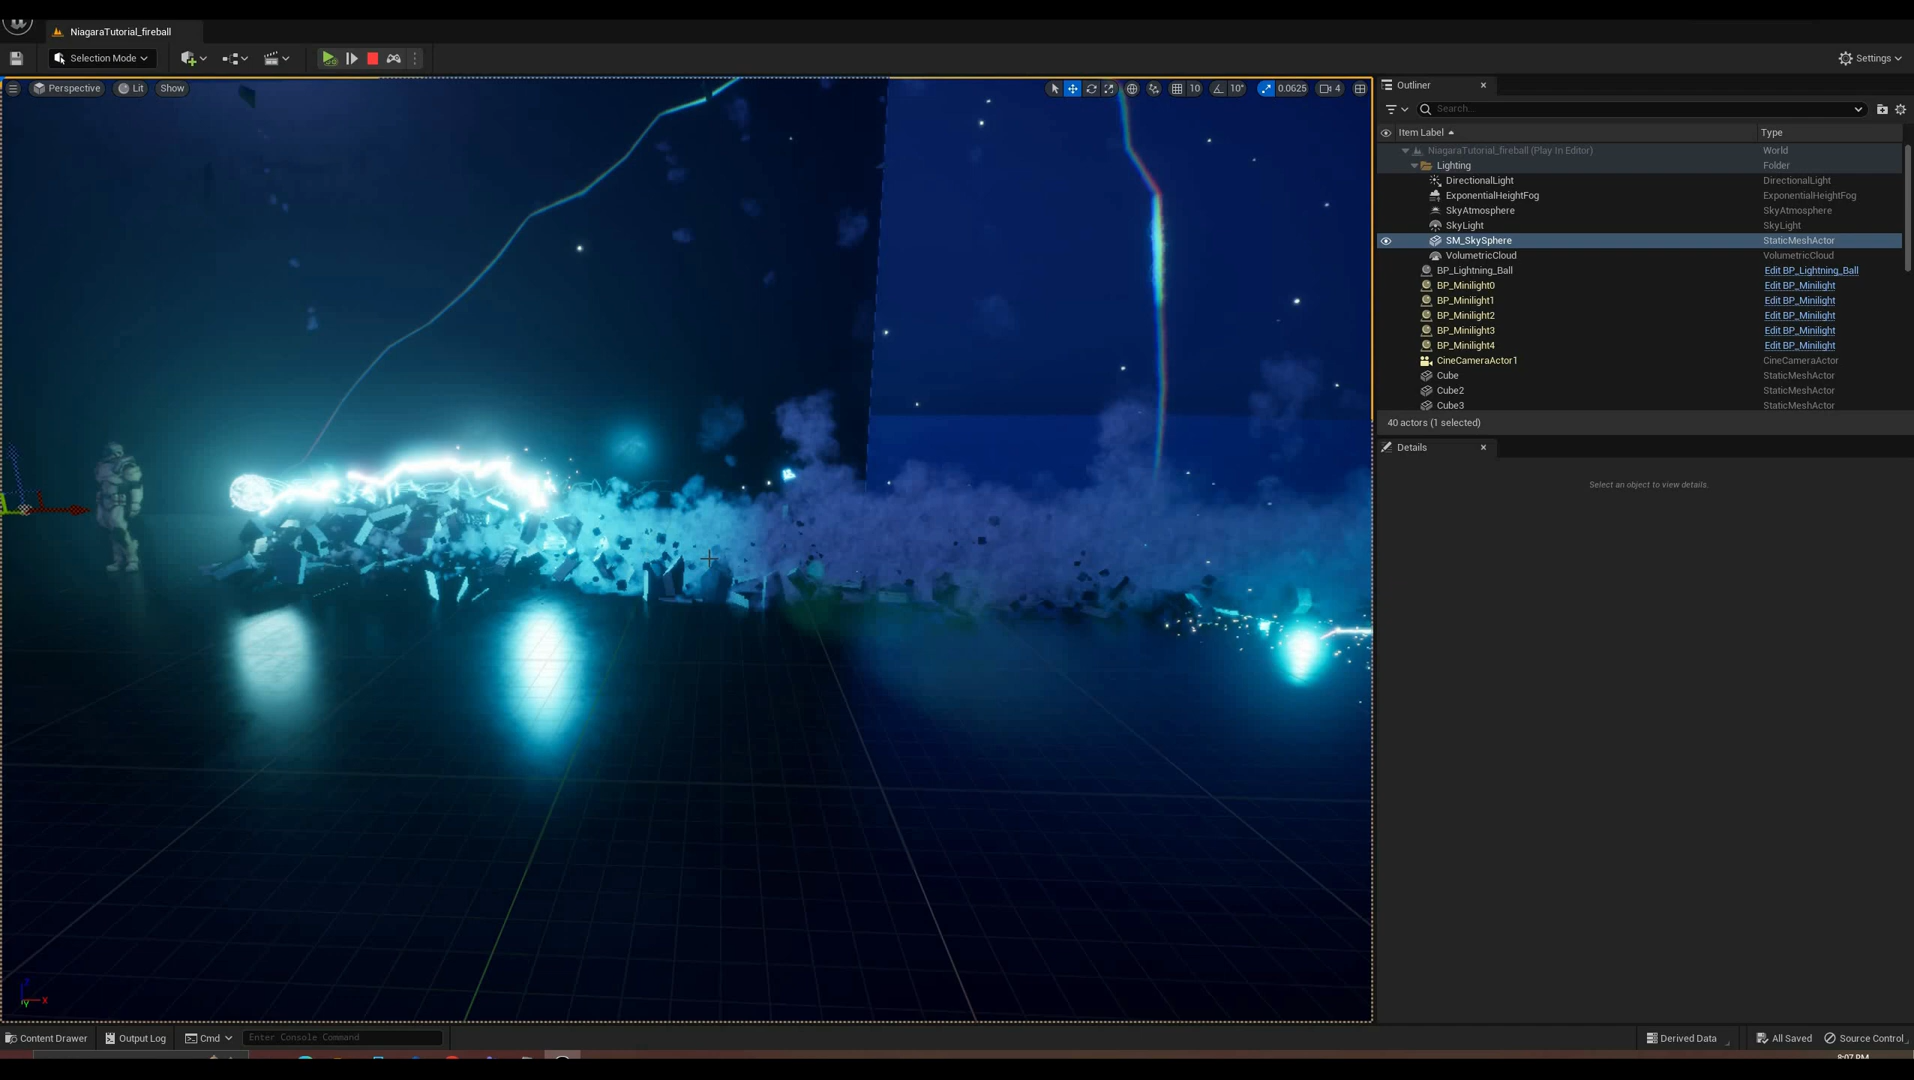 NiagaraTutorial_fireball
Selection Mode
Settings
Perspective Lit Show
10 10° 0.0625 4
Outliner
Search...
Item Label Type
NiagaraTutorial_fireball (Play In Editor) World
Lighting Folder
DirectionalLight DirectionalLight
ExponentialHeightFog ExponentialHeightFog
SkyAtmosphere SkyAtmosphere
SkyLight SkyLight
SM_SkySphere StaticMeshActor
VolumetricCloud VolumetricCloud
BP_Lightning_Ball Edit BP_Lightning_Ball
BP_Minilight0 Edit BP_Minilight
BP_Minilight1 Edit BP_Minilight
BP_Minilight2 Edit BP_Minilight
BP_Minilight3 Edit BP_Minilight
BP_Minilight4 Edit BP_Minilight
CineCameraActor1 CineCameraActor
Cube StaticMeshActor
Cube2 StaticMeshActor
Cube3 StaticMeshActor
40 actors (1 selected)
Details
Select an object to view details.
Z
X
Y
Content Drawer Output Log Cmd Enter Console Command Derived Data All Saved Source Control
8:07 PM